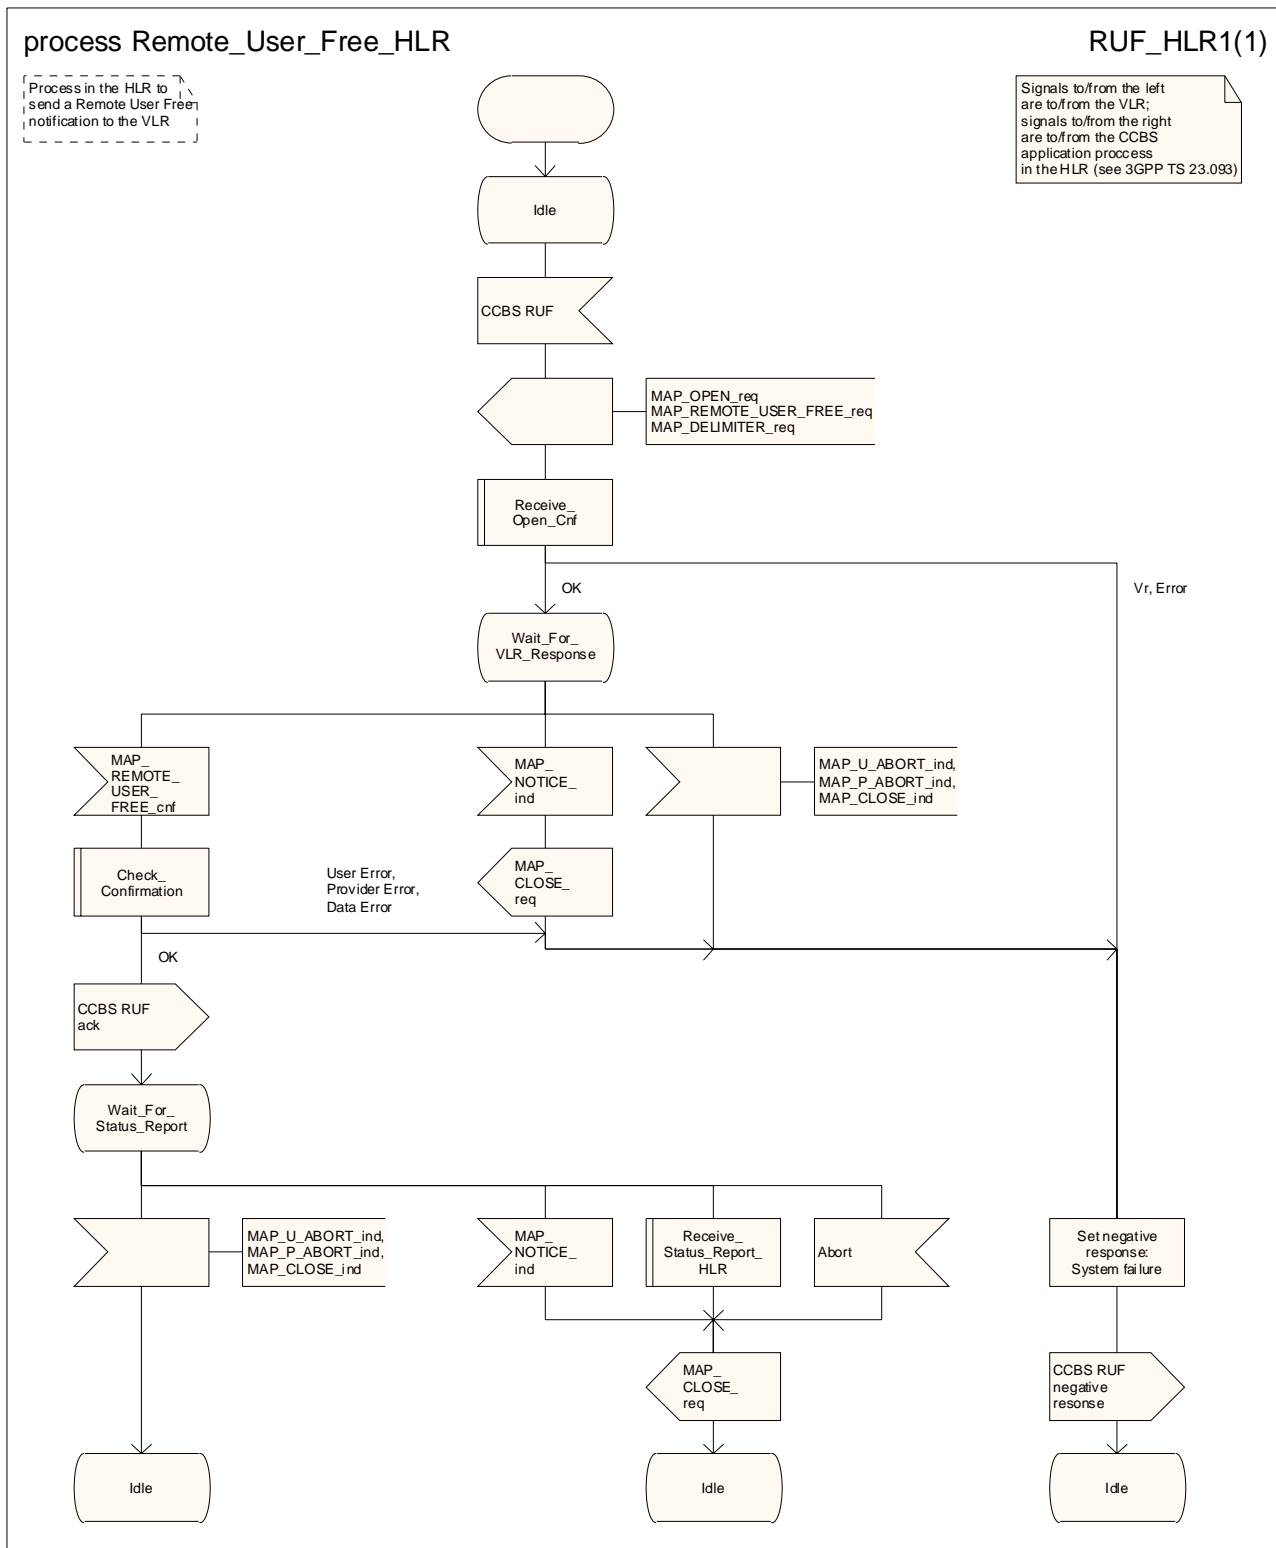 process Remote_User_Free_HLR
RUF_HLR1(1)
Process in the HLR to
send a Remote User Free
notification to the VLR
Signals to/from the left
are to/from the VLR;
signals to/from the right
are to/from the CCBS
application proccess
in the HLR (see 3GPP TS 23.093)
Idle
CCBS RUF
MAP_OPEN_req
MAP_REMOTE_USER_FREE_req
MAP_DELIMITER_req
Receive_
Open_Cnf
OK
Vr, Error
Wait_For_
VLR_Response
MAP_
REMOTE_
USER_
FREE_cnf
MAP_
NOTICE_
ind
MAP_U_ABORT_ind,
MAP_P_ABORT_ind,
MAP_CLOSE_ind
Check_
Confirmation
User Error,
Provider Error,
Data Error
MAP_
CLOSE_
req
OK
CCBS RUF
ack
Wait_For_
Status_Report
MAP_U_ABORT_ind,
MAP_P_ABORT_ind,
MAP_CLOSE_ind
MAP_
NOTICE_
ind
Receive_
Status_Report_
HLR
Abort
Set negative
response:
System failure
MAP_
CLOSE_
req
CCBS RUF
negative
resonse
Idle
Idle
Idle